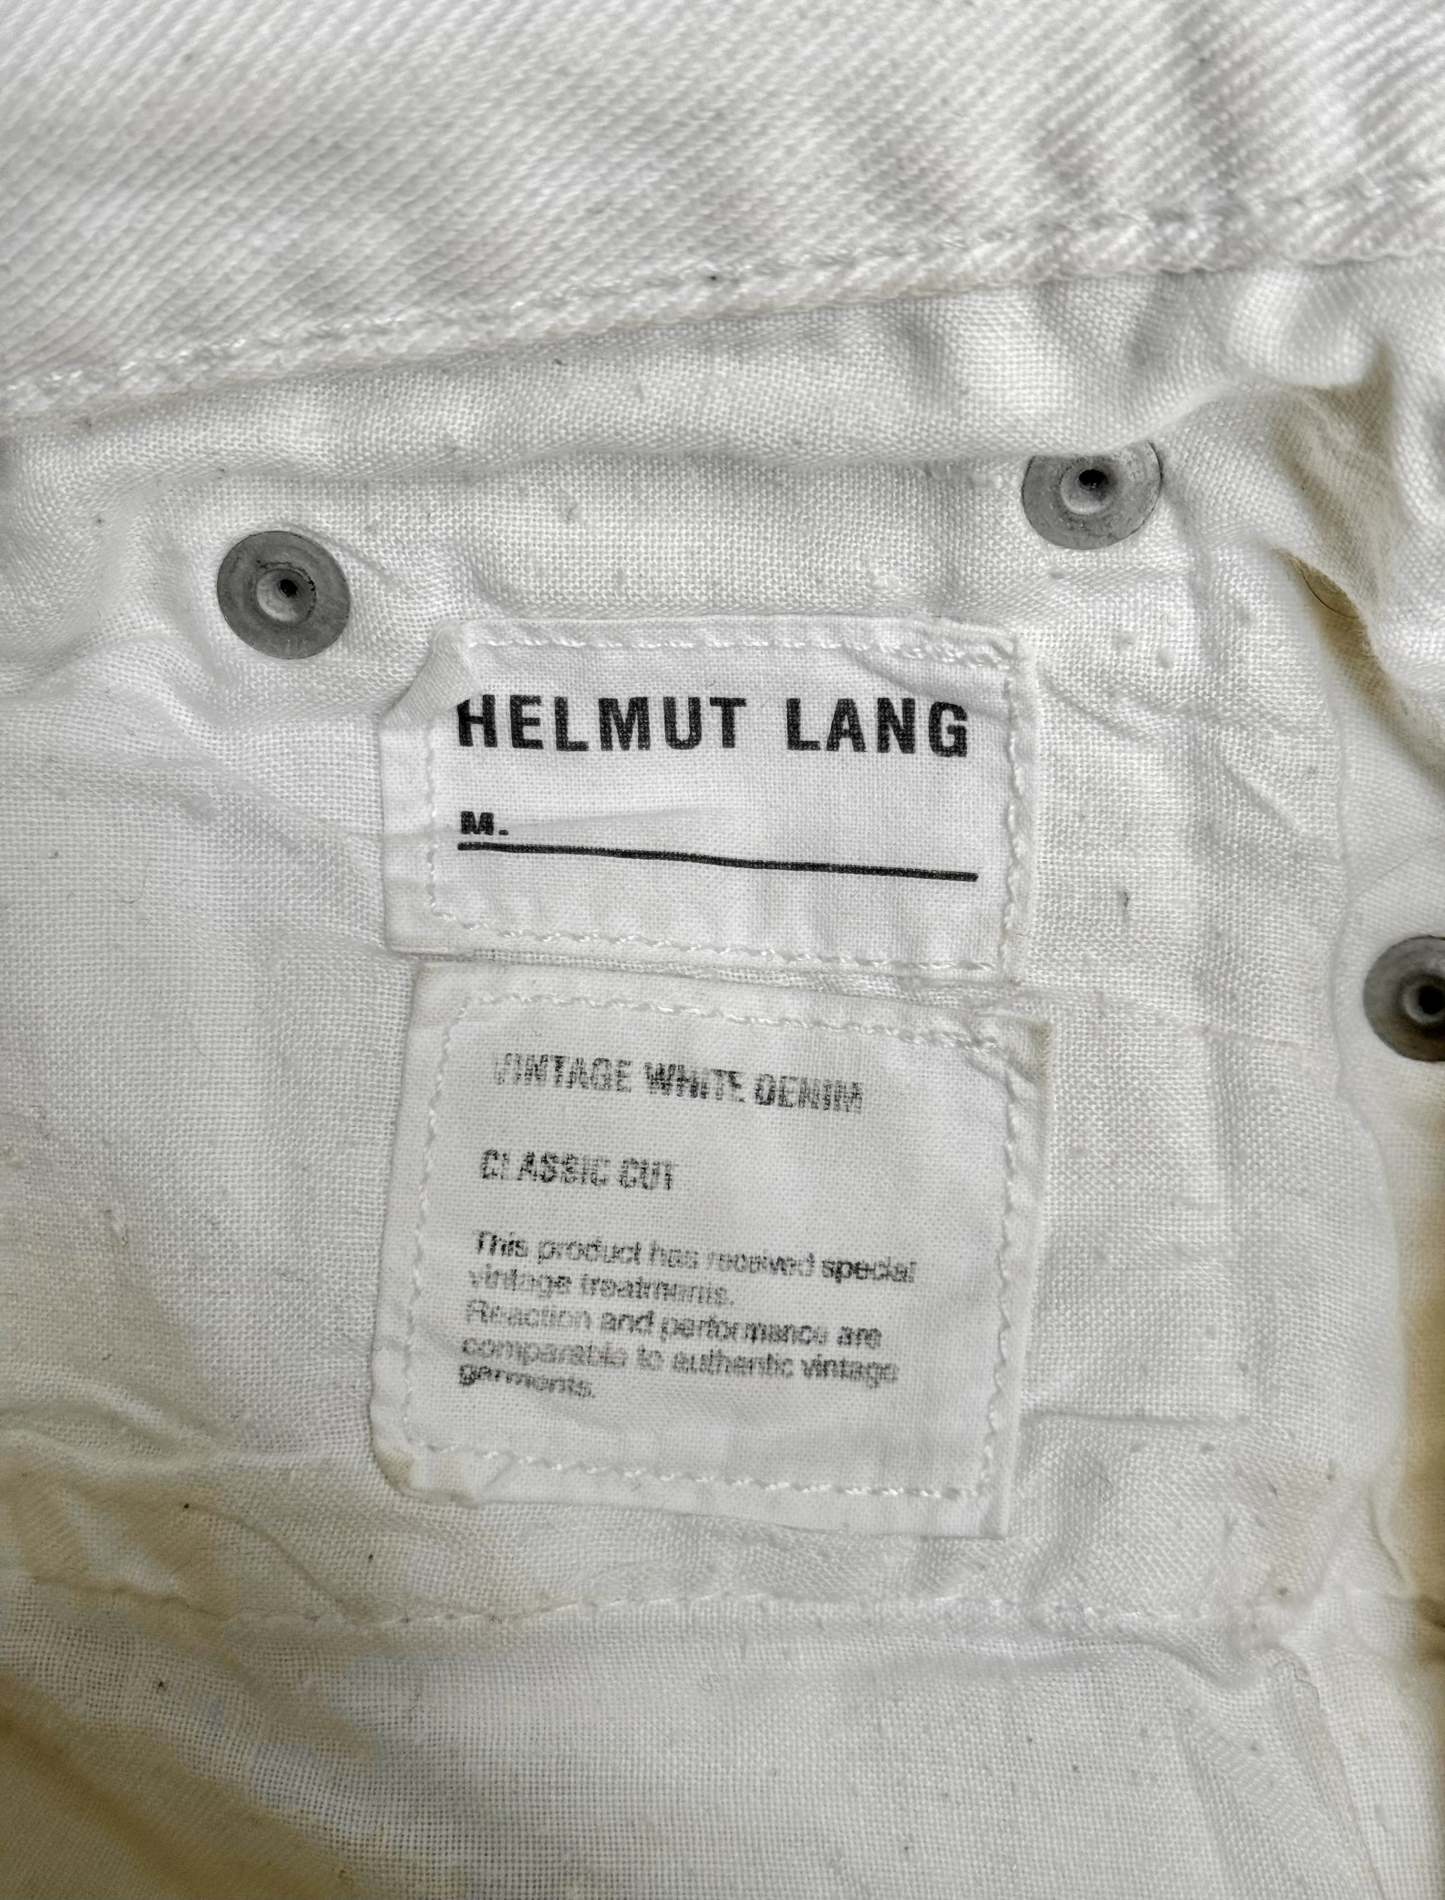 HELMUT LANG
M.
VINTAGE WHITE DENIM
CLASSIC CUT
This product has received special
vintage treatments.
Reaction and performance are
comparable to authentic vintage
garments.